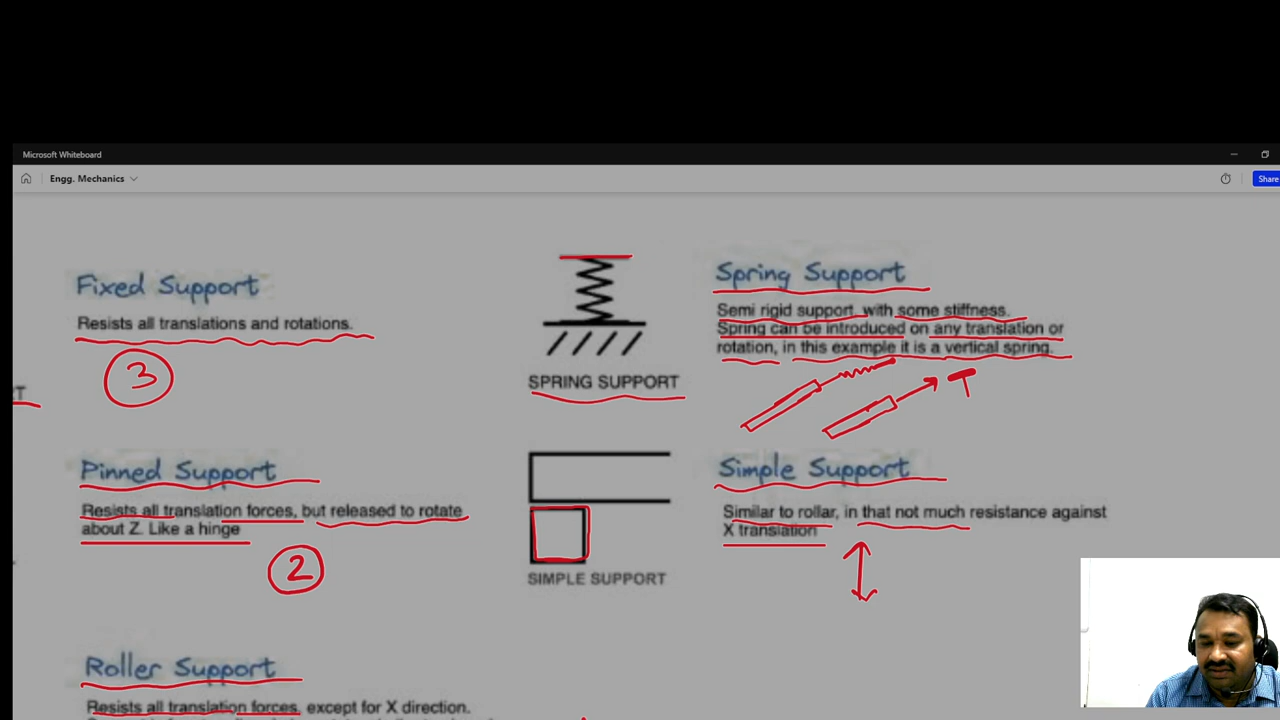 Microsoft Whiteboard
Engg. Mechanics
Share
Fixed Support
Resists all translations and rotations.
3
T
SPRING SUPPORT
Spring Support
Semi rigid support with some stiffness.
Spring can be introduced on any translation or
rotation, in this example it is a vertical spring.
T
Pinned Support
Resists all translation forces, but released to rotate
about Z. Like a hinge
2
SIMPLE SUPPORT
Simple Support
Similar to rollar, in that not much resistance against
X translation
Roller Support
Resists all translation forces, except for X direction.